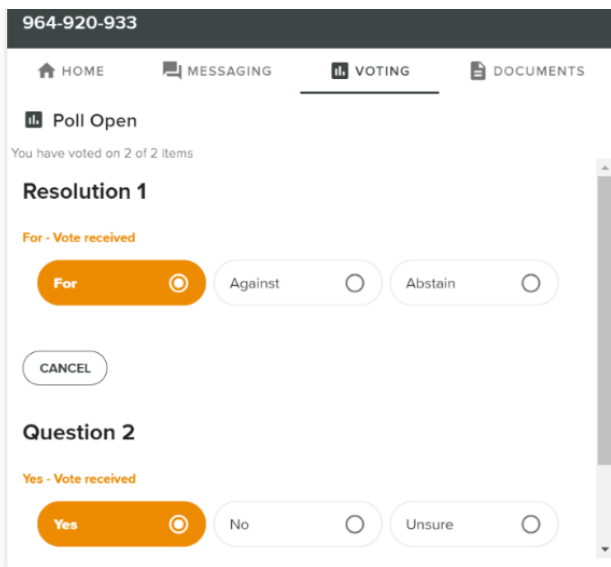 964-920-933
HOME MESSAGING VOTING DOCUMENTS
Poll Open
You have voted on 2 of 2 items
Resolution 1
For - Vote received
For Against Abstain
CANCEL
Question 2
Yes - Vote received
Yes No Unsure